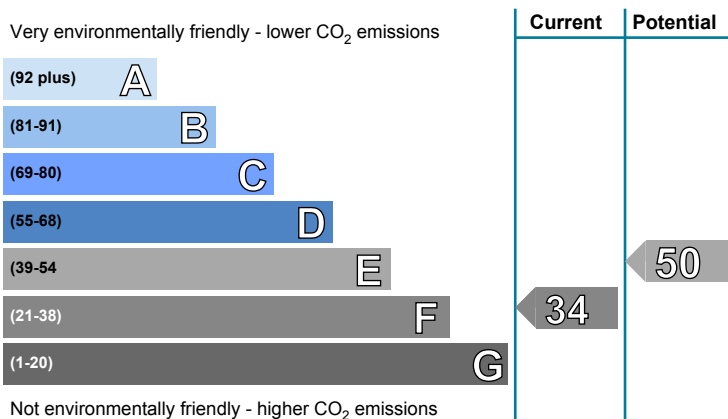 Very environmentally friendly - lower CO₂ emissions
Current Potential
(92 plus) A
(81-91) B
(69-80) C
(55-68) D
(39-54 E
50
(21-38) F
34
(1-20) G
Not environmentally friendly - higher CO₂ emissions